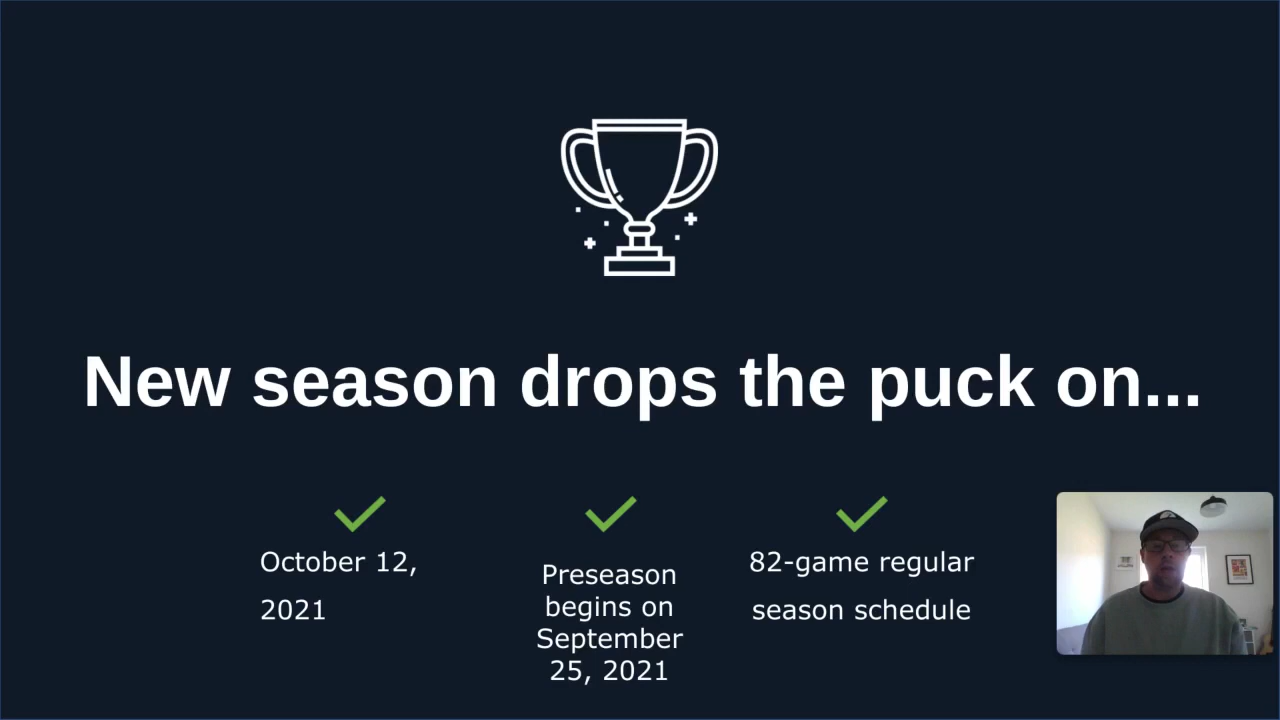 New season drops the puck on...
October 12,
2021
Preseason
begins on
September
25, 2021
82-game regular
season schedule